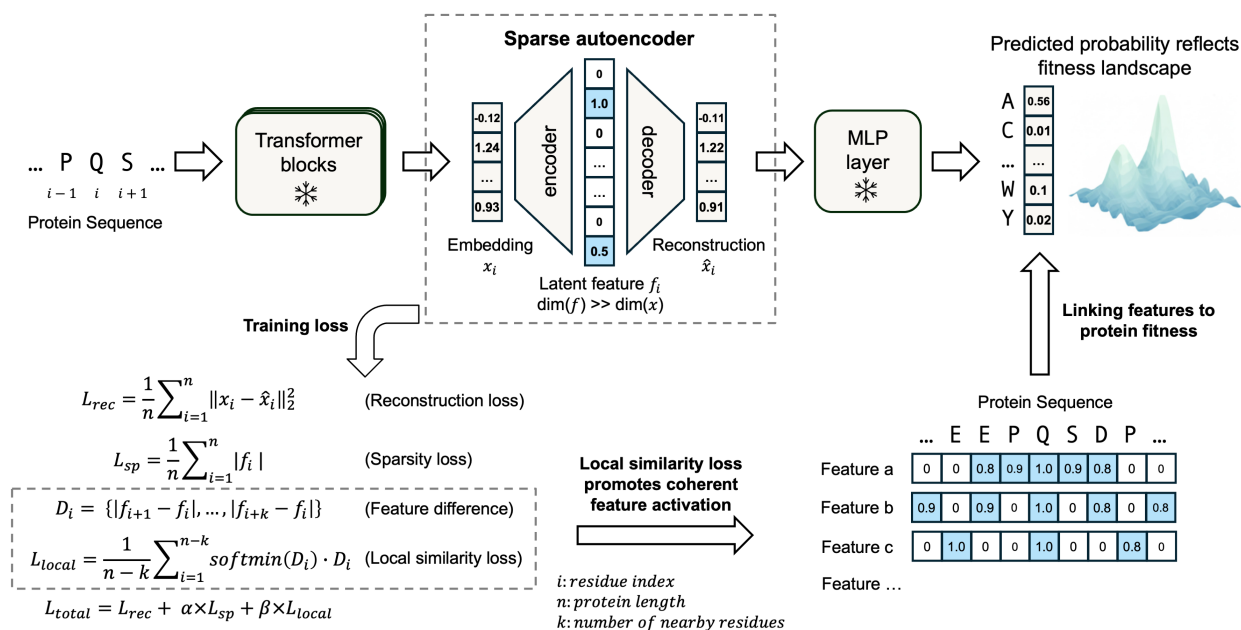 Sparse autoencoder
Predicted probability reflects
fitness landscape
... P Q S ...
i − 1 i i + 1
Protein Sequence
Transformer
blocks
-0.12
1.24
...
0.93
Embedding
x_i
encoder
0
1.0
0
...
...
0
0.5
Latent feature f_i
dim(f) >> dim(x)
decoder
-0.11
1.22
...
0.91
Reconstruction
x̂_i
MLP
layer
A 0.56
C 0.01
... ...
W 0.1
Y 0.02
Linking features to
protein fitness
Training loss
L_rec = 1/n ∑_{i=1}^{n} ||x_i − x̂_i||_2^2 (Reconstruction loss)
L_sp = 1/n ∑_{i=1}^{n} |f_i | (Sparsity loss)
D_i = {|f_{i+1} − f_i|, ..., |f_{i+k} − f_i|} (Feature difference)
L_local = 1/(n − k) ∑_{i=1}^{n−k} softmin(D_i) · D_i (Local similarity loss)
L_total = L_rec + α×L_sp + β×L_local
Local similarity loss
promotes coherent
feature activation
i: residue index
n: protein length
k: number of nearby residues
Protein Sequence
... E E P Q S D P ...
Feature a 0 0 0.8 0.9 1.0 0.9 0.8 0 0
Feature b 0.9 0 0.9 0 1.0 0 0.8 0 0.8
Feature c 0 1.0 0 0 1.0 0 0 0.8 0
Feature ...